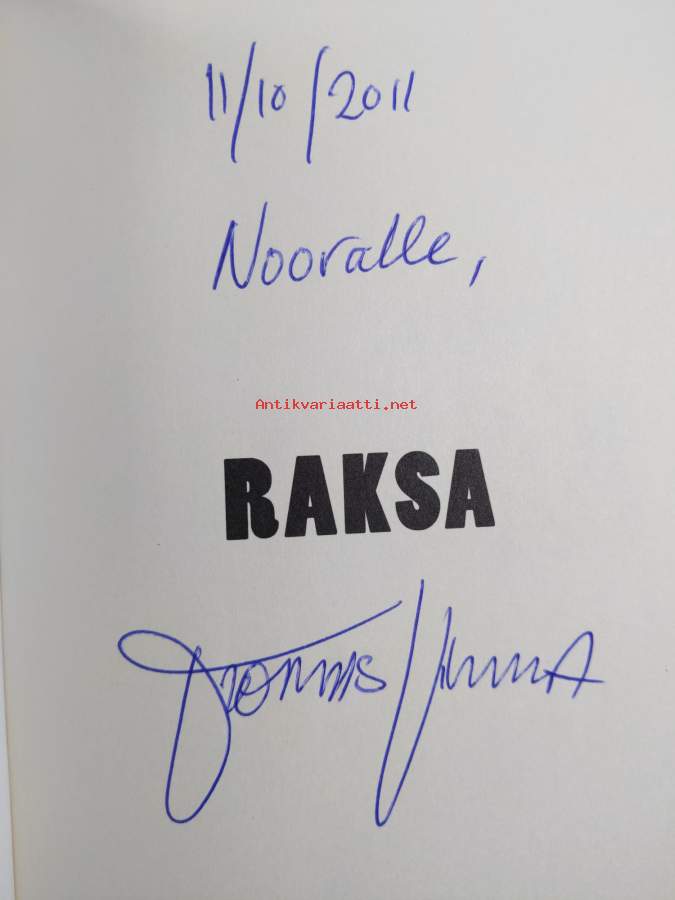 11/10/2011
Nooralle,
Antikvariaatti.net
RAKSA